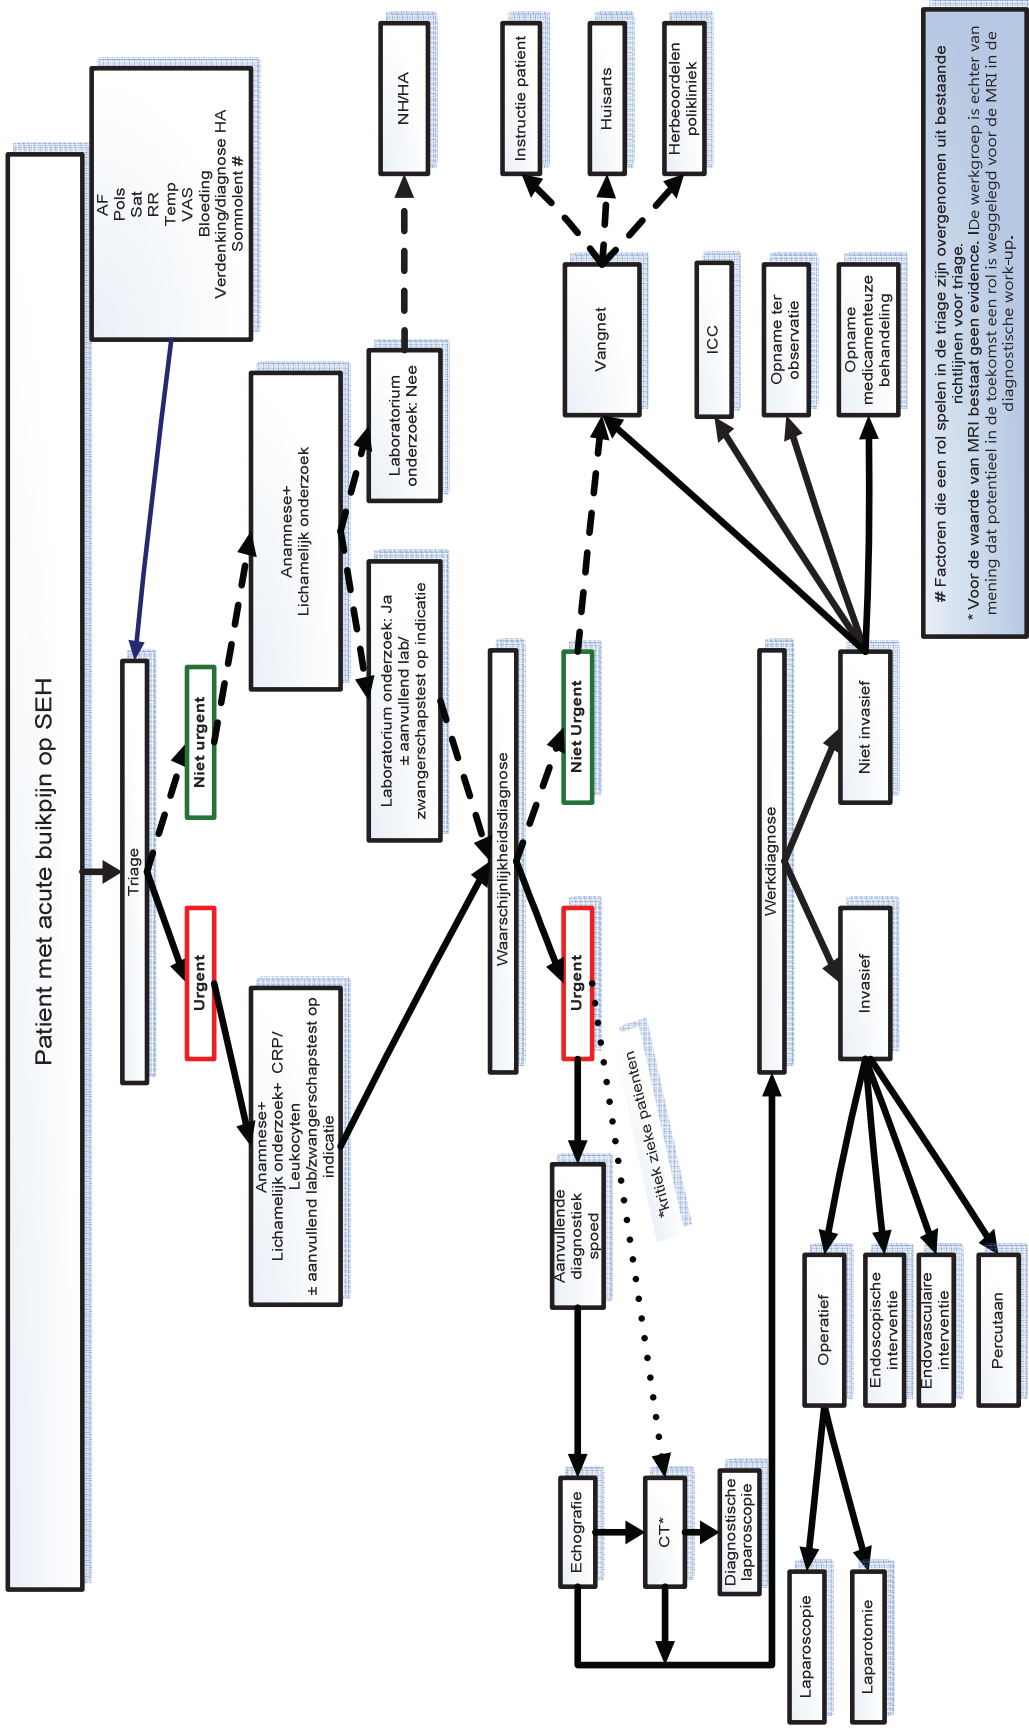 Patient met acute buikpijn op SEH
AF
Pols
Sat
RR
Temp
VAS
Bloeding
Verdenking/diagnose HA
Somnolent #
Triage
Urgent
Niet urgent
Anamnese+
Lichamelijk onderzoek+ CRP/
Leukocyten
± aanvullend lab/zwangerschapstest op
indicatie
Anamnese+
Lichamelijk onderzoek
Laboratorium onderzoek: Ja
± aanvullend lab/
zwangerschapstest op indicatie
Laboratorium
onderzoek: Nee
NH/HA
Waarschijnlijkheidsdiagnose
Urgent
Niet Urgent
Vangnet
Instructie patient
Huisarts
Herbeoordelen
polikliniek
Aanvullende
diagnostiek
spoed
*kritiek zieke patienten
Echografie
CT*
Diagnostische
laparoscopie
Werkdiagnose
Invasief
Niet invasief
ICC
Opname ter
observatie
Opname
medicamenteuze
behandeling
Operatief
Endoscopische
interventie
Endovasculaire
interventie
Percutaan
Laparoscopie
Laparotomie
# Factoren die een rol spelen in de triage zijn overgenomen uit bestaande
richtlijnen voor triage.
* Voor de waarde van MRI bestaat geen evidence. IDe werkgroep is echter van
mening dat potentieel in de toekomst een rol is weggelegd voor de MRI in de
diagnostische work-up.